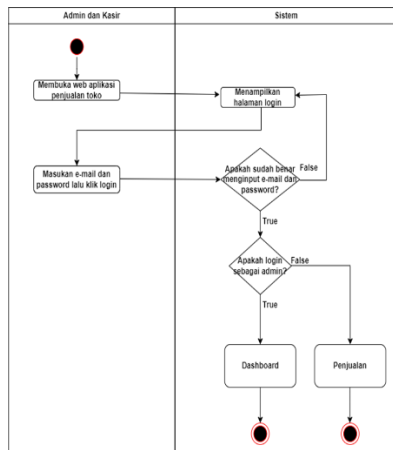 Admin dan Kasir
Sistem
Membuka web aplikasi
penjualan toko
Menampilkan
halaman login
Masukan e-mail dan
password lalu klik login
Apakah sudah benar
menginput e-mail dan
password?
False
True
Apakah login
sebagai admin?
False
True
Dashboard
Penjualan